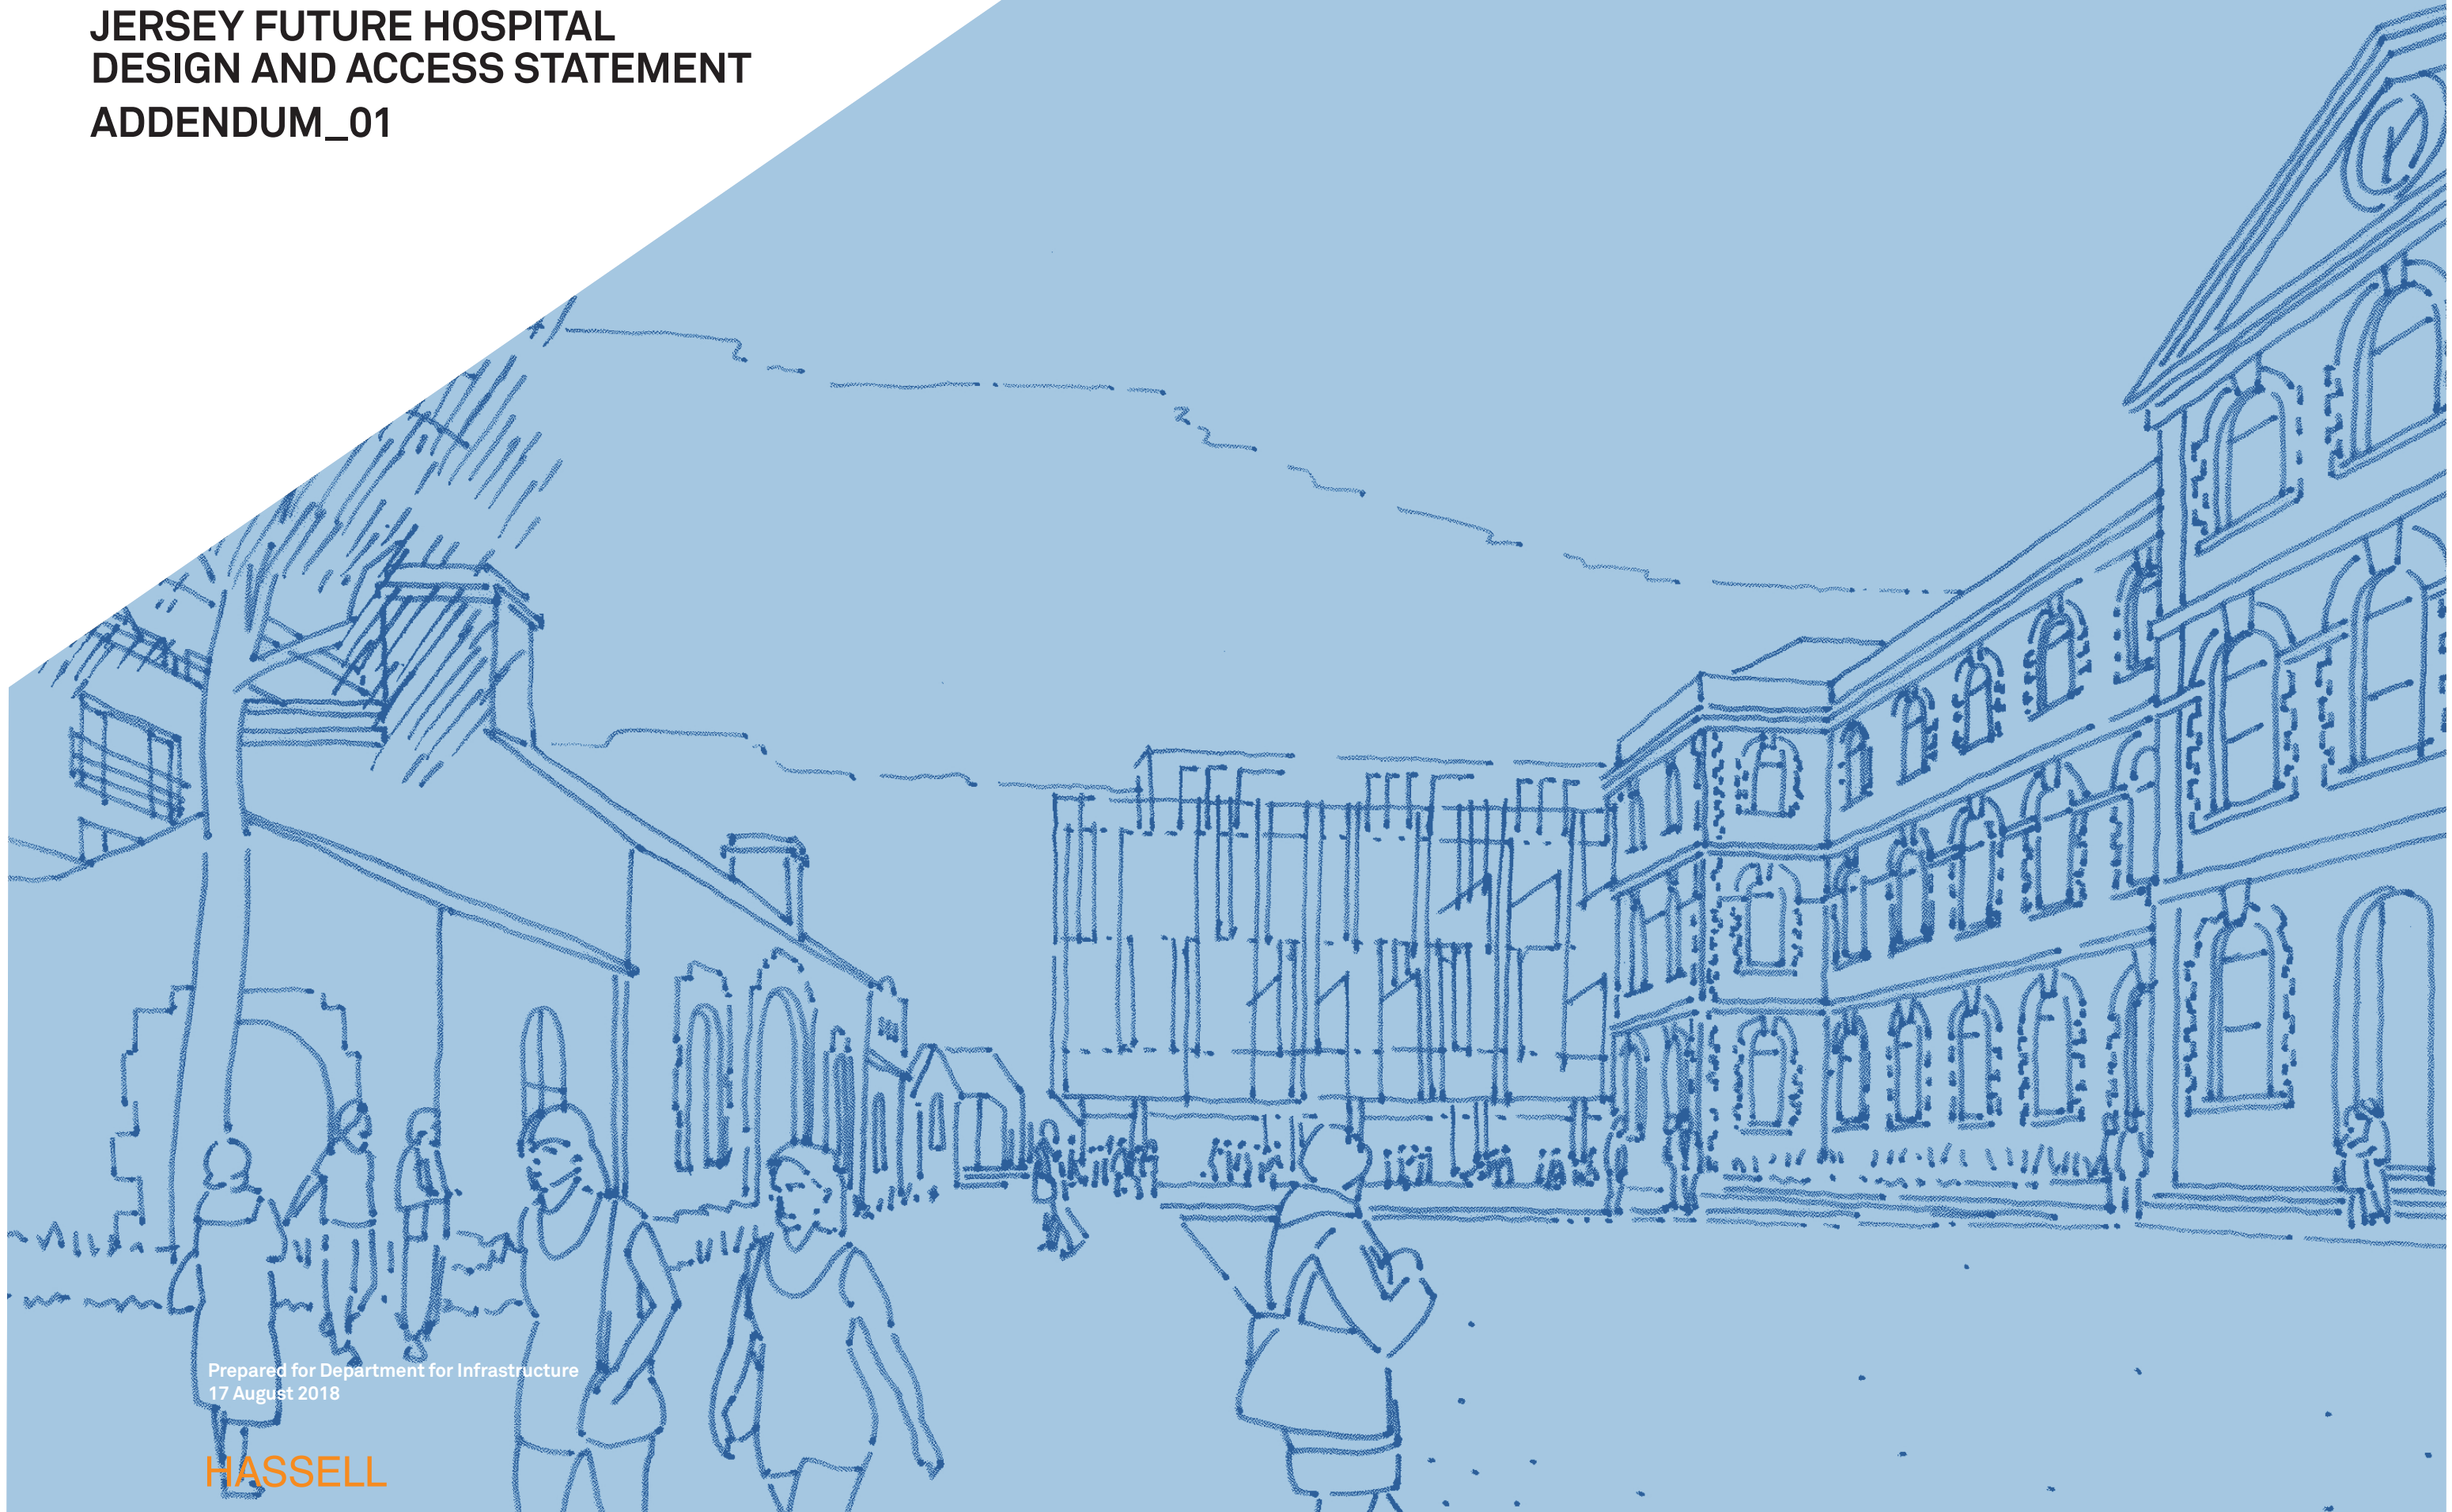 JERSEY FUTURE HOSPITAL
DESIGN AND ACCESS STATEMENT
ADDENDUM_01
Prepared for Department for Infrastructure
17 August 2018
HASSELL